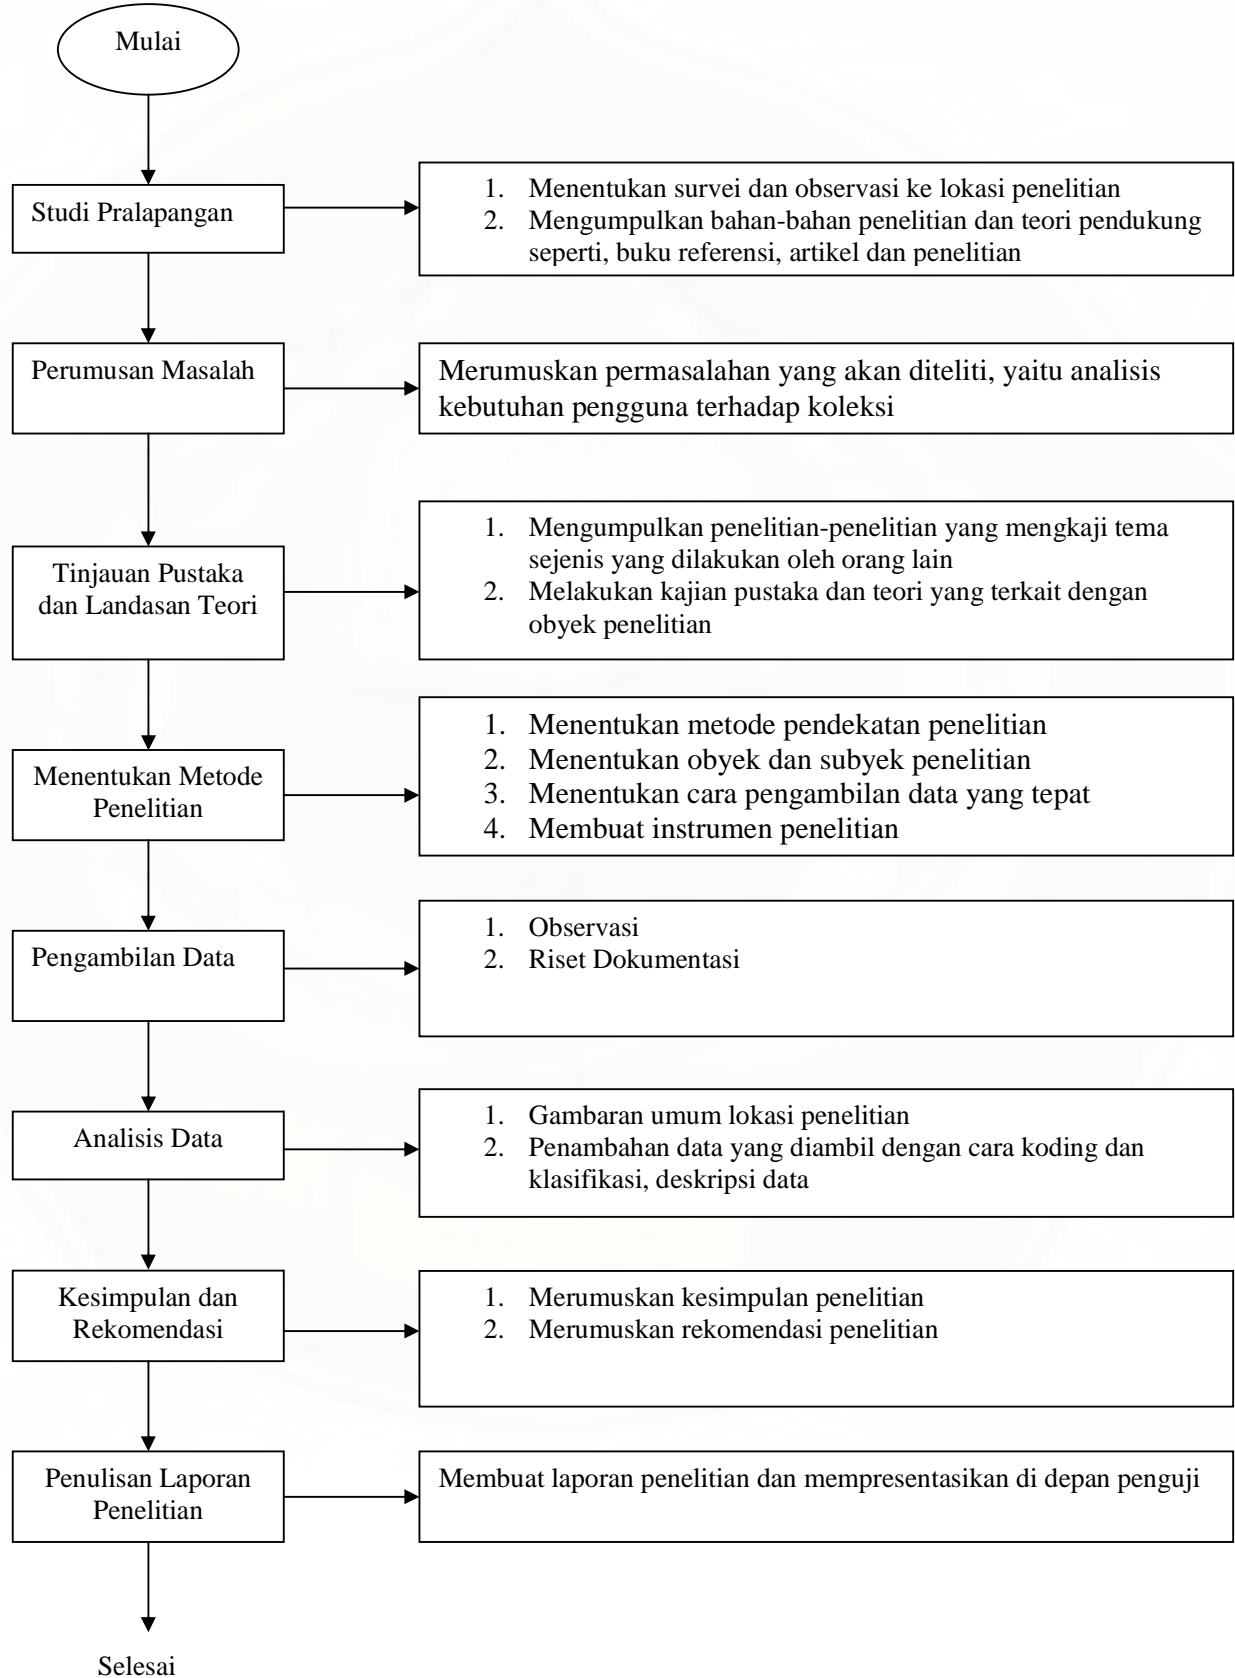 Mulai
Studi Pralapangan
1. Menentukan survei dan observasi ke lokasi penelitian
2. Mengumpulkan bahan-bahan penelitian dan teori pendukung
seperti, buku referensi, artikel dan penelitian
Perumusan Masalah
Merumuskan permasalahan yang akan diteliti, yaitu analisis
kebutuhan pengguna terhadap koleksi
Tinjauan Pustaka
dan Landasan Teori
1. Mengumpulkan penelitian-penelitian yang mengkaji tema
sejenis yang dilakukan oleh orang lain
2. Melakukan kajian pustaka dan teori yang terkait dengan
obyek penelitian
Menentukan Metode
Penelitian
1. Menentukan metode pendekatan penelitian
2. Menentukan obyek dan subyek penelitian
3. Menentukan cara pengambilan data yang tepat
4. Membuat instrumen penelitian
Pengambilan Data
1. Observasi
2. Riset Dokumentasi
Analisis Data
1. Gambaran umum lokasi penelitian
2. Penambahan data yang diambil dengan cara koding dan
klasifikasi, deskripsi data
Kesimpulan dan
Rekomendasi
1. Merumuskan kesimpulan penelitian
2. Merumuskan rekomendasi penelitian
Penulisan Laporan
Penelitian
Membuat laporan penelitian dan mempresentasikan di depan penguji
Selesai